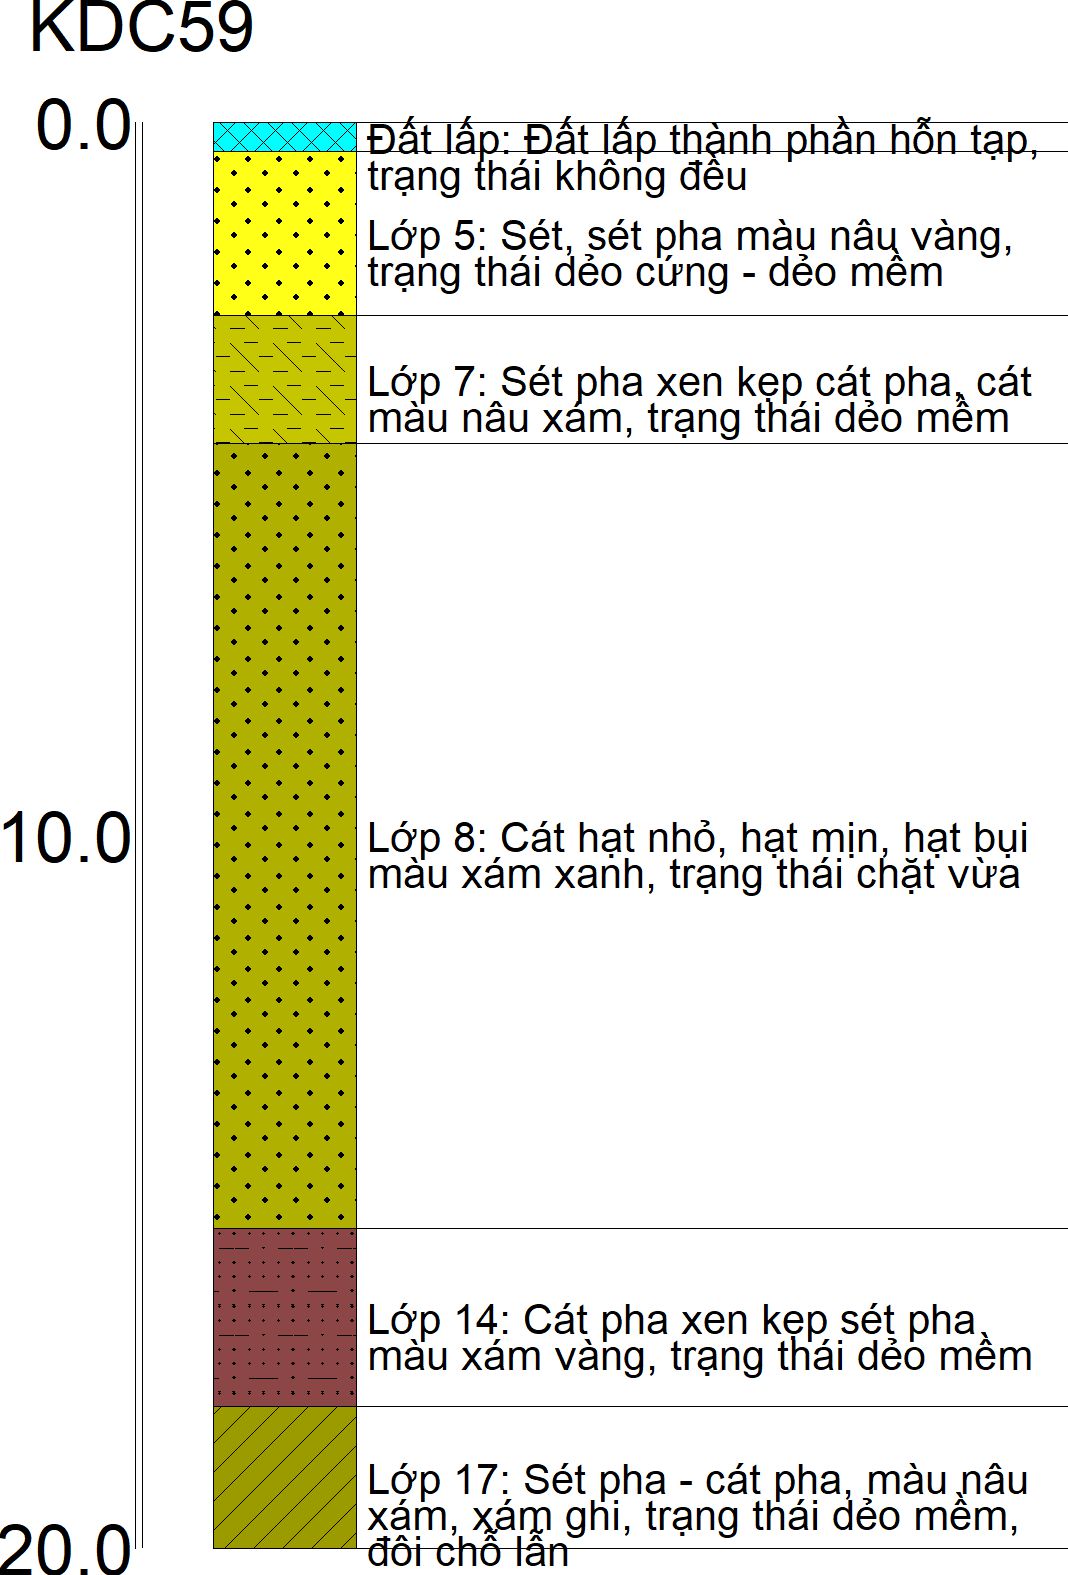 KDC59
0.0
Đất lấp: Đất lấp thành phần hỗn tạp,
trạng thái không đều
Lớp 5: Sét, sét pha màu nâu vàng,
trạng thái dẻo cứng - dẻo mềm
Lớp 7: Sét pha xen kẹp cát pha, cát
màu nâu xám, trạng thái dẻo mềm
10.0
Lớp 8: Cát hạt nhỏ, hạt mịn, hạt bụi
màu xám xanh, trạng thái chặt vừa
Lớp 14: Cát pha xen kẹp sét pha
màu xám vàng, trạng thái dẻo mềm
Lớp 17: Sét pha - cát pha, màu nâu
xám, xám ghi, trạng thái dẻo mềm,
đôi chỗ lẫn
20.0